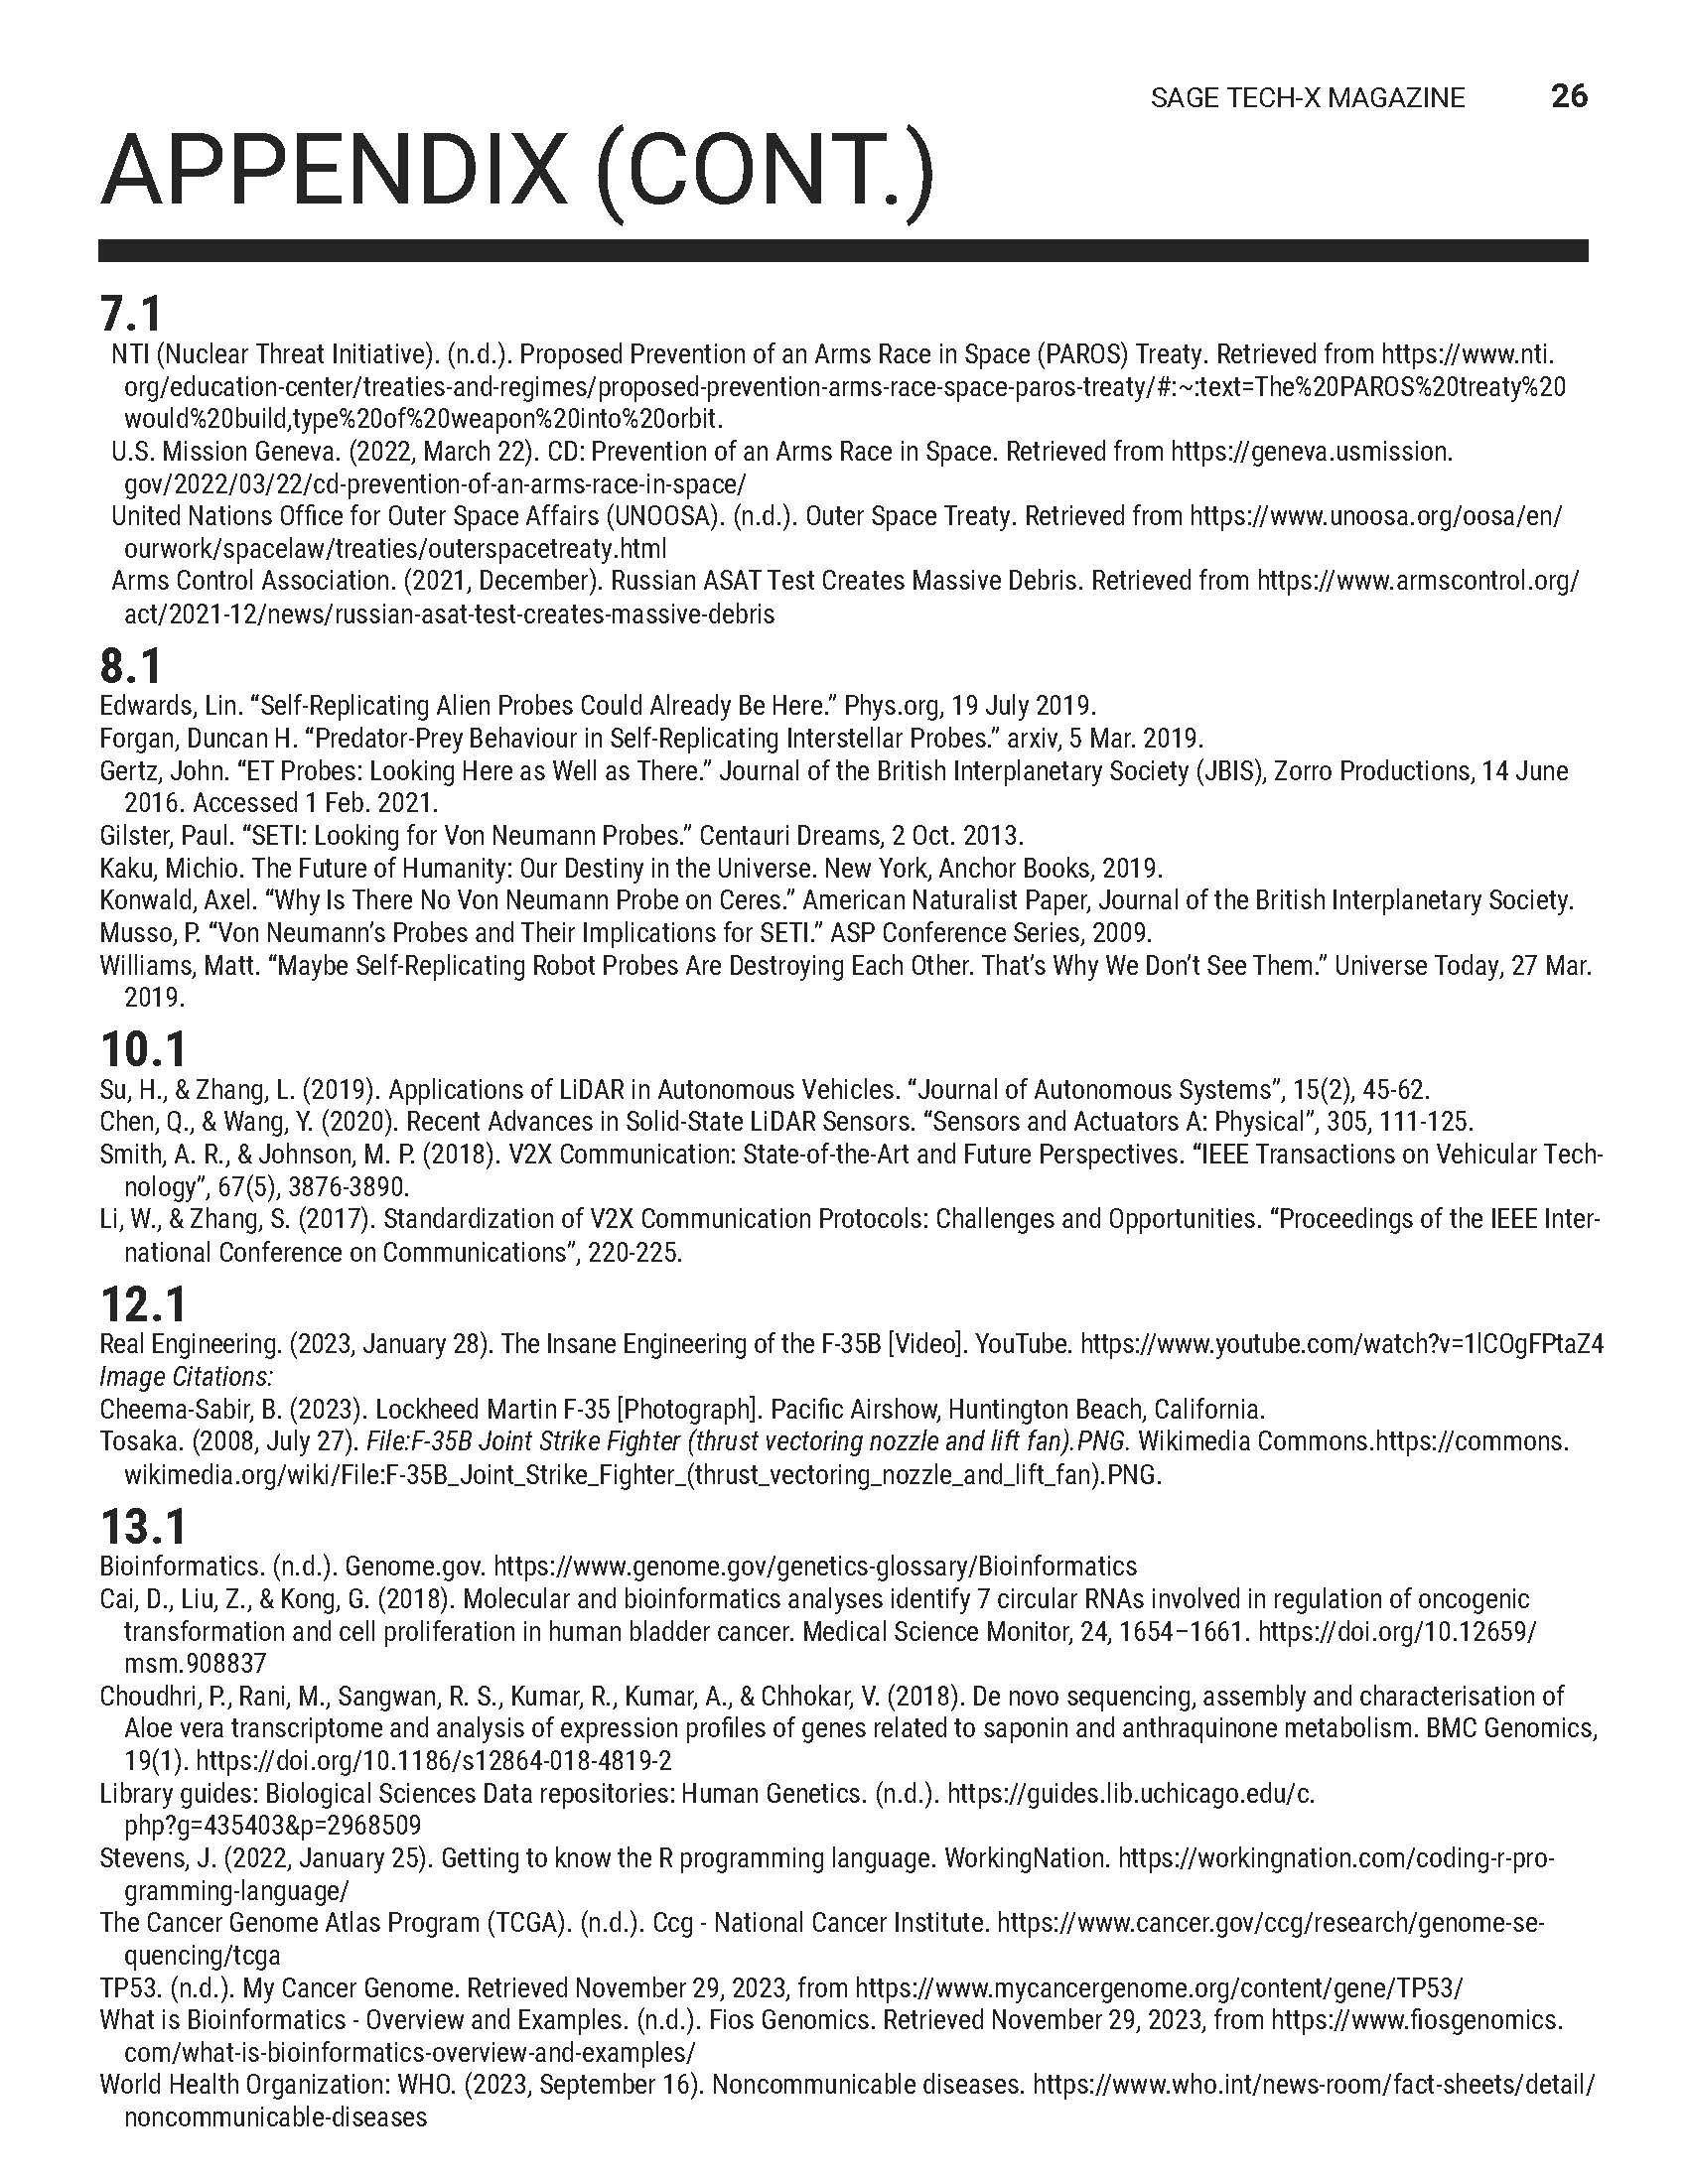 SAGE TECH-X MAGAZINE 26
APPENDIX (CONT.)
7.1
NTI (Nuclear Threat Initiative). (n.d.). Proposed Prevention of an Arms Race in Space (PAROS) Treaty. Retrieved from https://www.nti.
org/education-center/treaties-and-regimes/proposed-prevention-arms-race-space-paros-treaty/#:~:text=The%20PAROS%20treaty%20
would%20build,type%20of%20weapon%20into%20orbit.
U.S. Mission Geneva. (2022, March 22). CD: Prevention of an Arms Race in Space. Retrieved from https://geneva.usmission.
gov/2022/03/22/cd-prevention-of-an-arms-race-in-space/
United Nations Office for Outer Space Affairs (UNOOSA). (n.d.). Outer Space Treaty. Retrieved from https://www.unoosa.org/oosa/en/
ourwork/spacelaw/treaties/outerspacetreaty.html
Arms Control Association. (2021, December). Russian ASAT Test Creates Massive Debris. Retrieved from https://www.armscontrol.org/
act/2021-12/news/russian-asat-test-creates-massive-debris
8.1
Edwards, Lin. “Self-Replicating Alien Probes Could Already Be Here.” Phys.org, 19 July 2019.
Forgan, Duncan H. “Predator-Prey Behaviour in Self-Replicating Interstellar Probes.” arxiv, 5 Mar. 2019.
Gertz, John. “ET Probes: Looking Here as Well as There.” Journal of the British Interplanetary Society (JBIS), Zorro Productions, 14 June
2016. Accessed 1 Feb. 2021.
Gilster, Paul. “SETI: Looking for Von Neumann Probes.” Centauri Dreams, 2 Oct. 2013.
Kaku, Michio. The Future of Humanity: Our Destiny in the Universe. New York, Anchor Books, 2019.
Konwald, Axel. “Why Is There No Von Neumann Probe on Ceres.” American Naturalist Paper, Journal of the British Interplanetary Society.
Musso, P. “Von Neumann’s Probes and Their Implications for SETI.” ASP Conference Series, 2009.
Williams, Matt. “Maybe Self-Replicating Robot Probes Are Destroying Each Other. That’s Why We Don’t See Them.” Universe Today, 27 Mar.
2019.
10.1
Su, H., & Zhang, L. (2019). Applications of LiDAR in Autonomous Vehicles. “Journal of Autonomous Systems”, 15(2), 45-62.
Chen, Q., & Wang, Y. (2020). Recent Advances in Solid-State LiDAR Sensors. “Sensors and Actuators A: Physical”, 305, 111-125.
Smith, A. R., & Johnson, M. P. (2018). V2X Communication: State-of-the-Art and Future Perspectives. “IEEE Transactions on Vehicular Tech-
nology”, 67(5), 3876-3890.
Li, W., & Zhang, S. (2017). Standardization of V2X Communication Protocols: Challenges and Opportunities. “Proceedings of the IEEE Inter-
national Conference on Communications”, 220-225.
12.1
Real Engineering. (2023, January 28). The Insane Engineering of the F-35B [Video]. YouTube. https://www.youtube.com/watch?v=1lCOgFPtaZ4
Image Citations:
Cheema-Sabir, B. (2023). Lockheed Martin F-35 [Photograph]. Pacific Airshow, Huntington Beach, California.
Tosaka. (2008, July 27). File:F-35B Joint Strike Fighter (thrust vectoring nozzle and lift fan).PNG. Wikimedia Commons.https://commons.
wikimedia.org/wiki/File:F-35B_Joint_Strike_Fighter_(thrust_vectoring_nozzle_and_lift_fan).PNG.
13.1
Bioinformatics. (n.d.). Genome.gov. https://www.genome.gov/genetics-glossary/Bioinformatics
Cai, D., Liu, Z., & Kong, G. (2018). Molecular and bioinformatics analyses identify 7 circular RNAs involved in regulation of oncogenic
transformation and cell proliferation in human bladder cancer. Medical Science Monitor, 24, 1654–1661. https://doi.org/10.12659/
msm.908837
Choudhri, P., Rani, M., Sangwan, R. S., Kumar, R., Kumar, A., & Chhokar, V. (2018). De novo sequencing, assembly and characterisation of
Aloe vera transcriptome and analysis of expression profiles of genes related to saponin and anthraquinone metabolism. BMC Genomics,
19(1). https://doi.org/10.1186/s12864-018-4819-2
Library guides: Biological Sciences Data repositories: Human Genetics. (n.d.). https://guides.lib.uchicago.edu/c.
php?g=435403&p=2968509
Stevens, J. (2022, January 25). Getting to know the R programming language. WorkingNation. https://workingnation.com/coding-r-pro-
gramming-language/
The Cancer Genome Atlas Program (TCGA). (n.d.). Ccg - National Cancer Institute. https://www.cancer.gov/ccg/research/genome-se-
quencing/tcga
TP53. (n.d.). My Cancer Genome. Retrieved November 29, 2023, from https://www.mycancergenome.org/content/gene/TP53/
What is Bioinformatics - Overview and Examples. (n.d.). Fios Genomics. Retrieved November 29, 2023, from https://www.fiosgenomics.
com/what-is-bioinformatics-overview-and-examples/
World Health Organization: WHO. (2023, September 16). Noncommunicable diseases. https://www.who.int/news-room/fact-sheets/detail/
noncommunicable-diseases